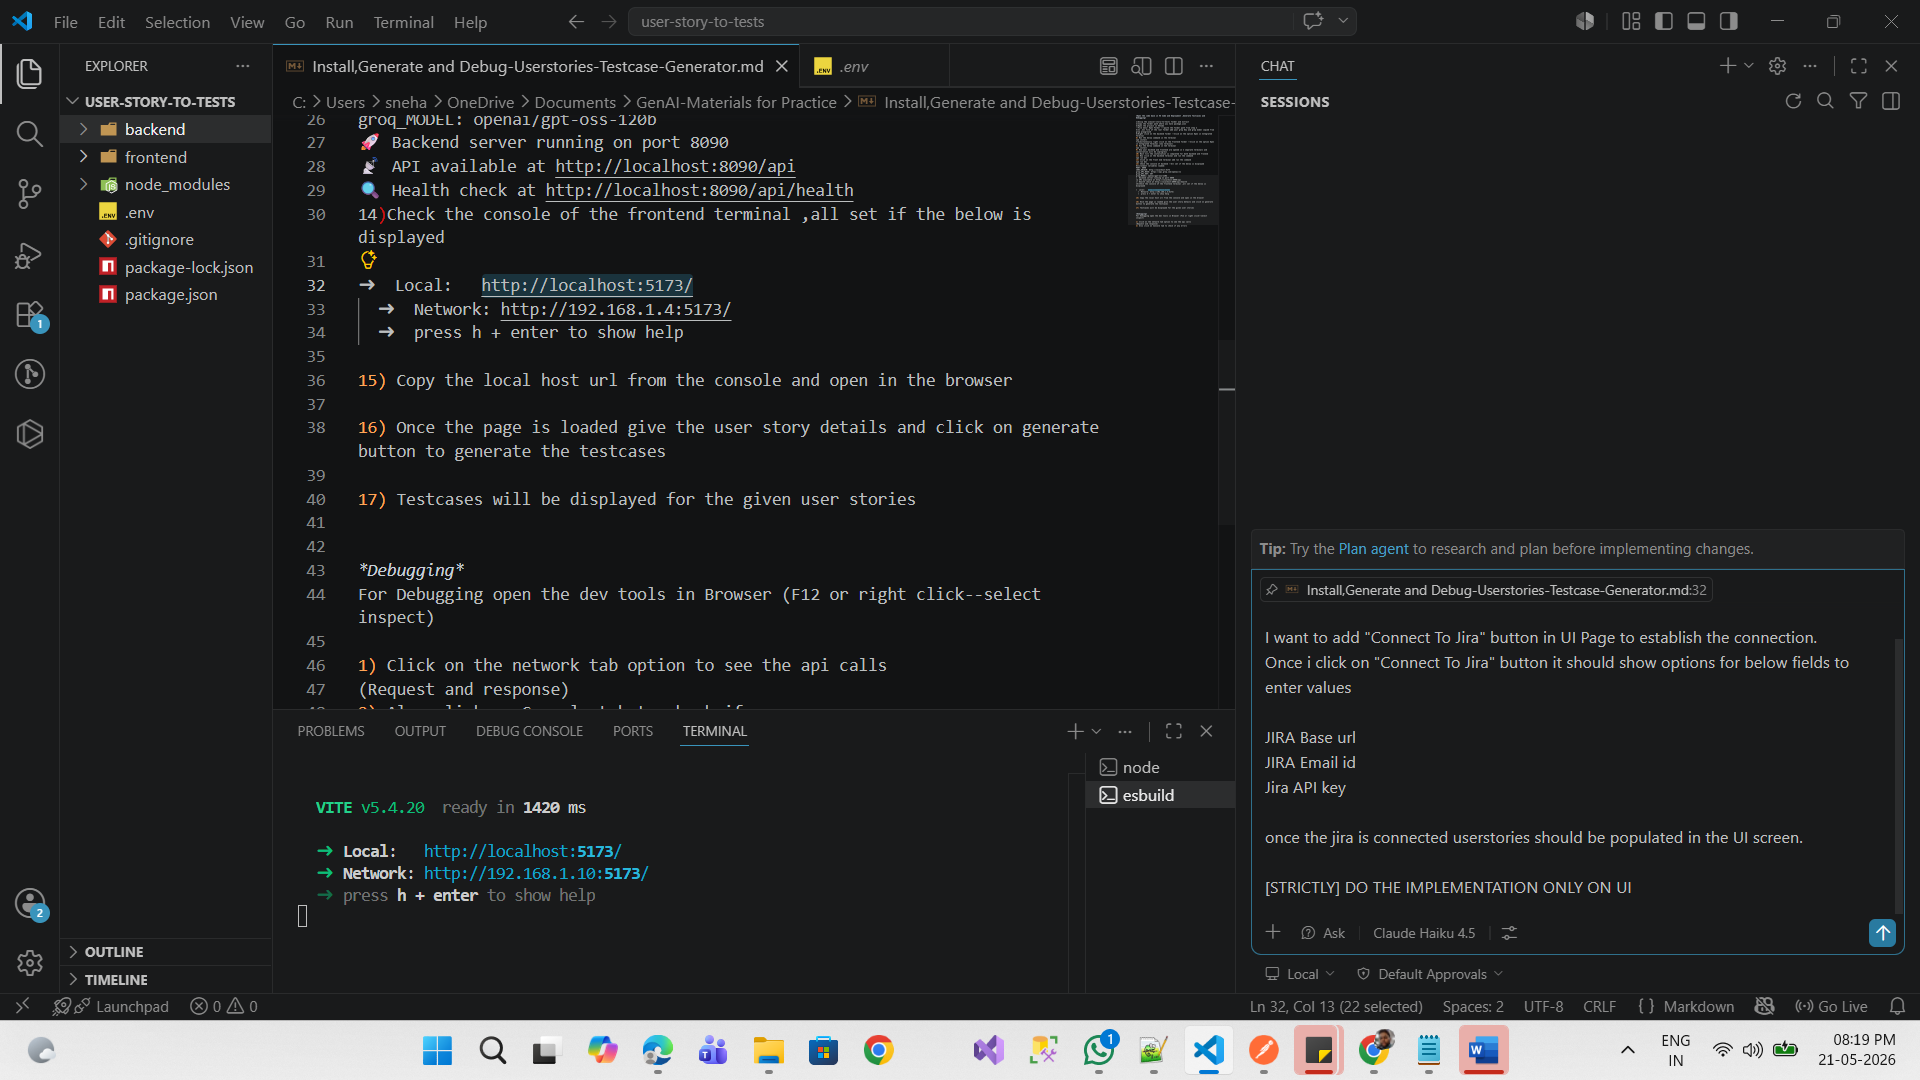 File Edit Selection View Go Run Terminal Help
user-story-to-tests
EXPLORER
USER-STORY-TO-TESTS
backend
frontend
node_modules
.env
.gitignore
package-lock.json
package.json
OUTLINE
TIMELINE
Install,Generate and Debug-Userstories-Testcase-Generator.md
.env
C: > Users > sneha > OneDrive > Documents > GenAI-Materials for Practice > Install,Generate and Debug-Userstories-Testcase-
26 groq_MODEL: openai/gpt-oss-120b
27 🚀 Backend server running on port 8090
28 📡 API available at http://localhost:8090/api
29 🔍 Health check at http://localhost:8090/api/health
30 14)Check the console of the frontend terminal ,all set if the below is
displayed
31
32 ➜ Local: http://localhost:5173/
33 ➜ Network: http://192.168.1.4:5173/
34 ➜ press h + enter to show help
35
36 15) Copy the local host url from the console and open in the browser
37
38 16) Once the page is loaded give the user story details and click on generate
button to generate the testcases
39
40 17) Testcases will be displayed for the given user stories
41
42
43 *Debugging*
44 For Debugging open the dev tools in Browser (F12 or right click--select
inspect)
45
46 1) Click on the network tab option to see the api calls
47 (Request and response)
PROBLEMS OUTPUT DEBUG CONSOLE PORTS TERMINAL
VITE v5.4.20 ready in 1420 ms
➜ Local: http://localhost:5173/
➜ Network: http://192.168.1.10:5173/
➜ press h + enter to show help
node
esbuild
CHAT
SESSIONS
Tip: Try the Plan agent to research and plan before implementing changes.
Install,Generate and Debug-Userstories-Testcase-Generator.md:32
I want to add "Connect To Jira" button in UI Page to establish the connection.
Once i click on "Connect To Jira" button it should show options for below fields to
enter values
JIRA Base url
JIRA Email id
Jira API key
once the jira is connected userstories should be populated in the UI screen.
[STRICTLY] DO THE IMPLEMENTATION ONLY ON UI
Ask Claude Haiku 4.5
Local Default Approvals
Launchpad 0 0
Ln 32, Col 13 (22 selected) Spaces: 2 UTF-8 CRLF { } Markdown Go Live
1
2
1
ENG
IN
08:19 PM
21-05-2026